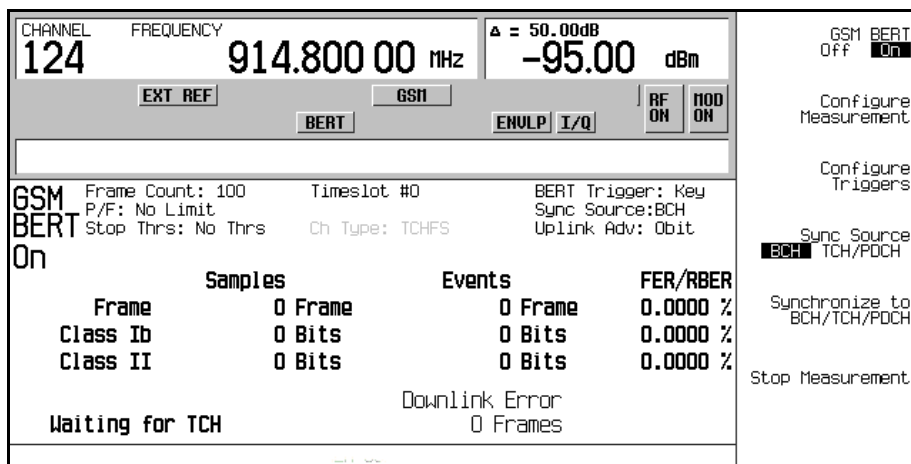 CHANNEL FREQUENCY Δ = 50.00dB
124 914.800 00 MHz -95.00 dBm
EXT REF GSM RF ON MOD ON
BERT ENVLP I/Q
GSM BERT On
Frame Count: 100 Timeslot #0 BERT Trigger: Key
P/F: No Limit Sync Source:BCH
Stop Thrs: No Thrs Ch Type: TCHFS Uplink Adv: 0bit
Samples Events FER/RBER
Frame 0 Frame 0 Frame 0.0000 %
Class Ib 0 Bits 0 Bits 0.0000 %
Class II 0 Bits 0 Bits 0.0000 %
Downlink Error
Waiting for TCH 0 Frames
GSM BERT
Off On
Configure
Measurement
Configure
Triggers
Sync Source
BCH TCH/PDCH
Synchronize to
BCH/TCH/PDCH
Stop Measurement